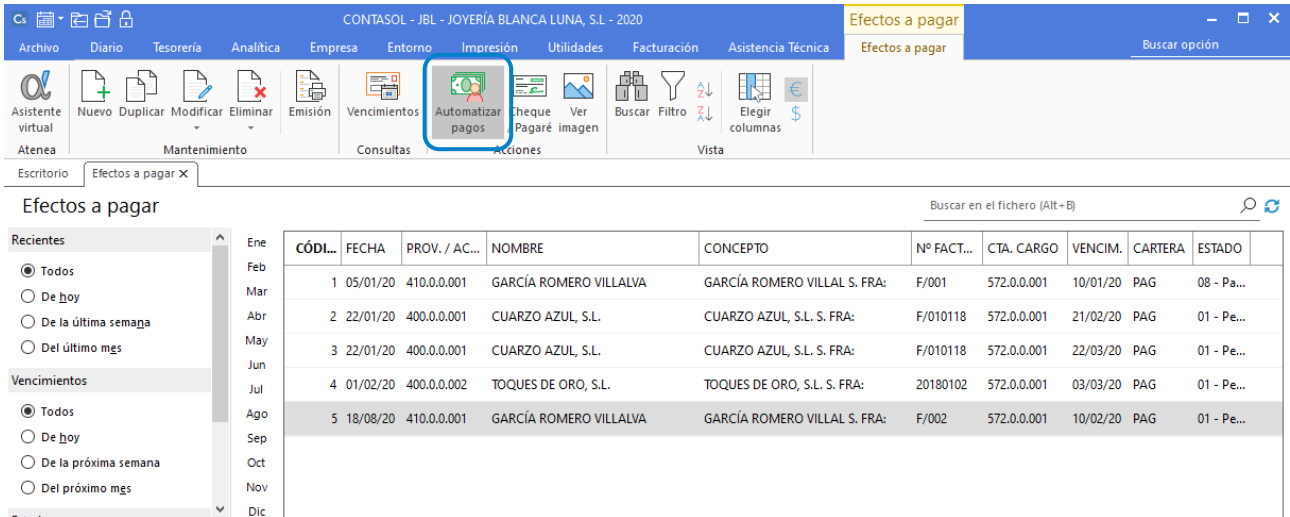 Cs CONTASOL - JBL - JOYERÍA BLANCA LUNA, S.L - 2020 Efectos a pagar
Archivo Diario Tesorería Analítica Empresa Entorno Impresión Utilidades Facturación Asistencia Técnica Efectos a pagar Buscar opción
Asistente virtual
Nuevo Duplicar Modificar Eliminar
Emisión Vencimientos
Automatizar pagos
Cheque / Pagaré
Ver imagen
Buscar Filtro
Elegir columnas
€
$
Atenea Mantenimiento Consultas Acciones Vista
Escritorio Efectos a pagar X
Efectos a pagar Buscar en el fichero (Alt+B)
Recientes
Todos
De hoy
De la última semana
Del último mes
Vencimientos
Todos
De hoy
De la próxima semana
Del próximo mes
Ene
Feb
Mar
Abr
May
Jun
Jul
Ago
Sep
Oct
Nov
Dic
CÓDI... FECHA PROV. / AC... NOMBRE CONCEPTO Nº FACT... CTA. CARGO VENCIM. CARTERA ESTADO
1 05/01/20 410.0.0.001 GARCÍA ROMERO VILLALVA GARCÍA ROMERO VILLAL S. FRA: F/001 572.0.0.001 10/01/20 PAG 08 - Pa...
2 22/01/20 400.0.0.001 CUARZO AZUL, S.L. CUARZO AZUL, S.L. S. FRA: F/010118 572.0.0.001 21/02/20 PAG 01 - Pe...
3 22/01/20 400.0.0.001 CUARZO AZUL, S.L. CUARZO AZUL, S.L. S. FRA: F/010118 572.0.0.001 22/03/20 PAG 01 - Pe...
4 01/02/20 400.0.0.002 TOQUES DE ORO, S.L. TOQUES DE ORO, S.L. S. FRA: 20180102 572.0.0.001 03/03/20 PAG 01 - Pe...
5 18/08/20 410.0.0.001 GARCÍA ROMERO VILLALVA GARCÍA ROMERO VILLAL S. FRA: F/002 572.0.0.001 10/02/20 PAG 01 - Pe...